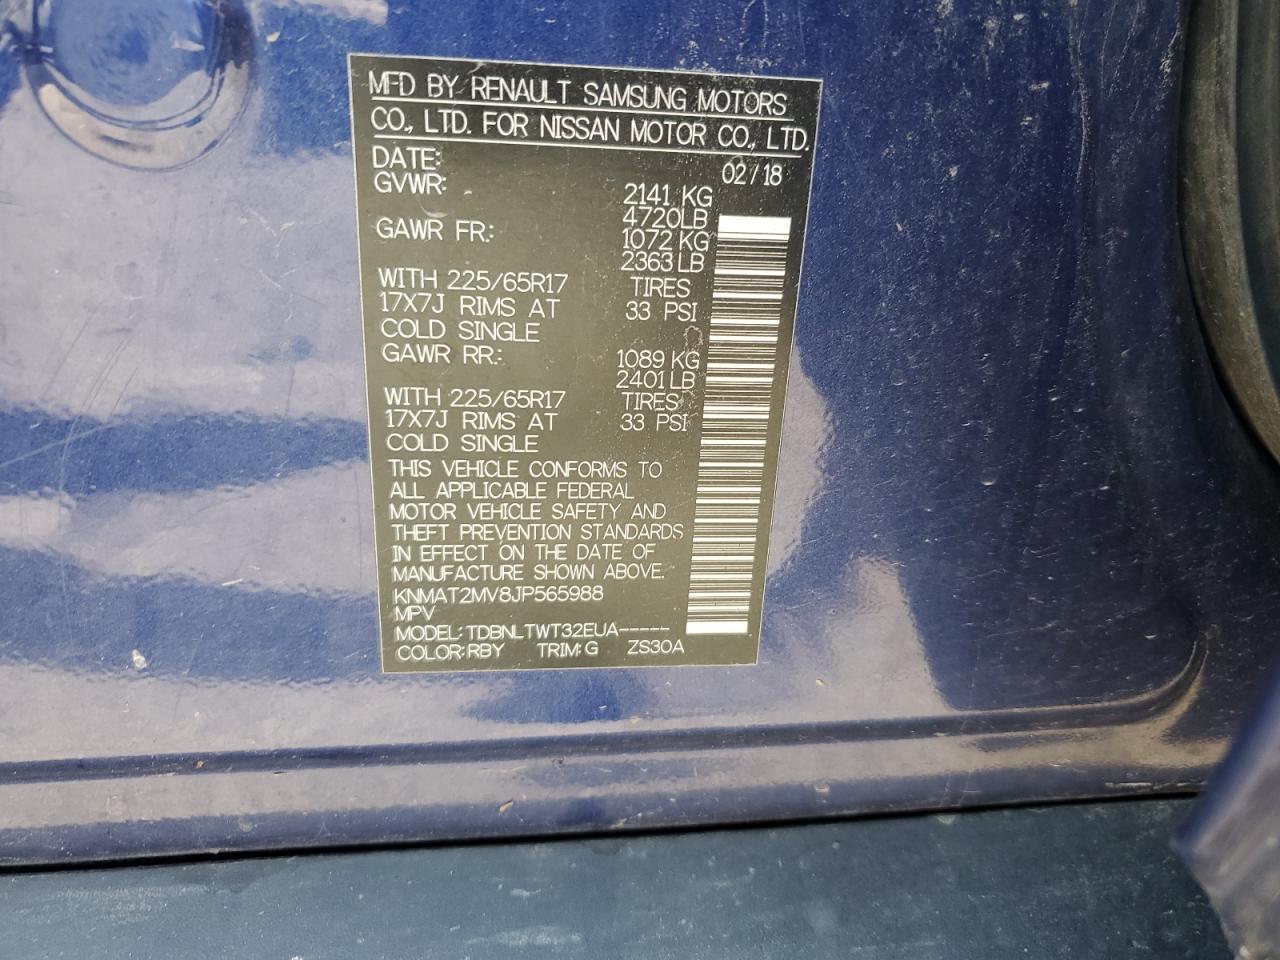 MFD BY RENAULT SAMSUNG MOTORS
CO., LTD. FOR NISSAN MOTOR CO., LTD.
DATE: 02/18
GVWR: 2141 KG
4720LB
GAWR FR.: 1072 KG
2363LB
WITH 225/65R17 TIRES
17X7J RIMS AT 33 PSI
COLD SINGLE
GAWR RR.: 1089 KG
2401LB
WITH 225/65R17 TIRES
17X7J RIMS AT 33 PSI
COLD SINGLE
THIS VEHICLE CONFORMS TO
ALL APPLICABLE FEDERAL
MOTOR VEHICLE SAFETY AND
THEFT PREVENTION STANDARDS
IN EFFECT ON THE DATE OF
MANUFACTURE SHOWN ABOVE.
KNMAT2MV8JP565988
MPV
MODEL:TDBNLTWT32EUA-----
COLOR:RBY TRIM:G ZS30A